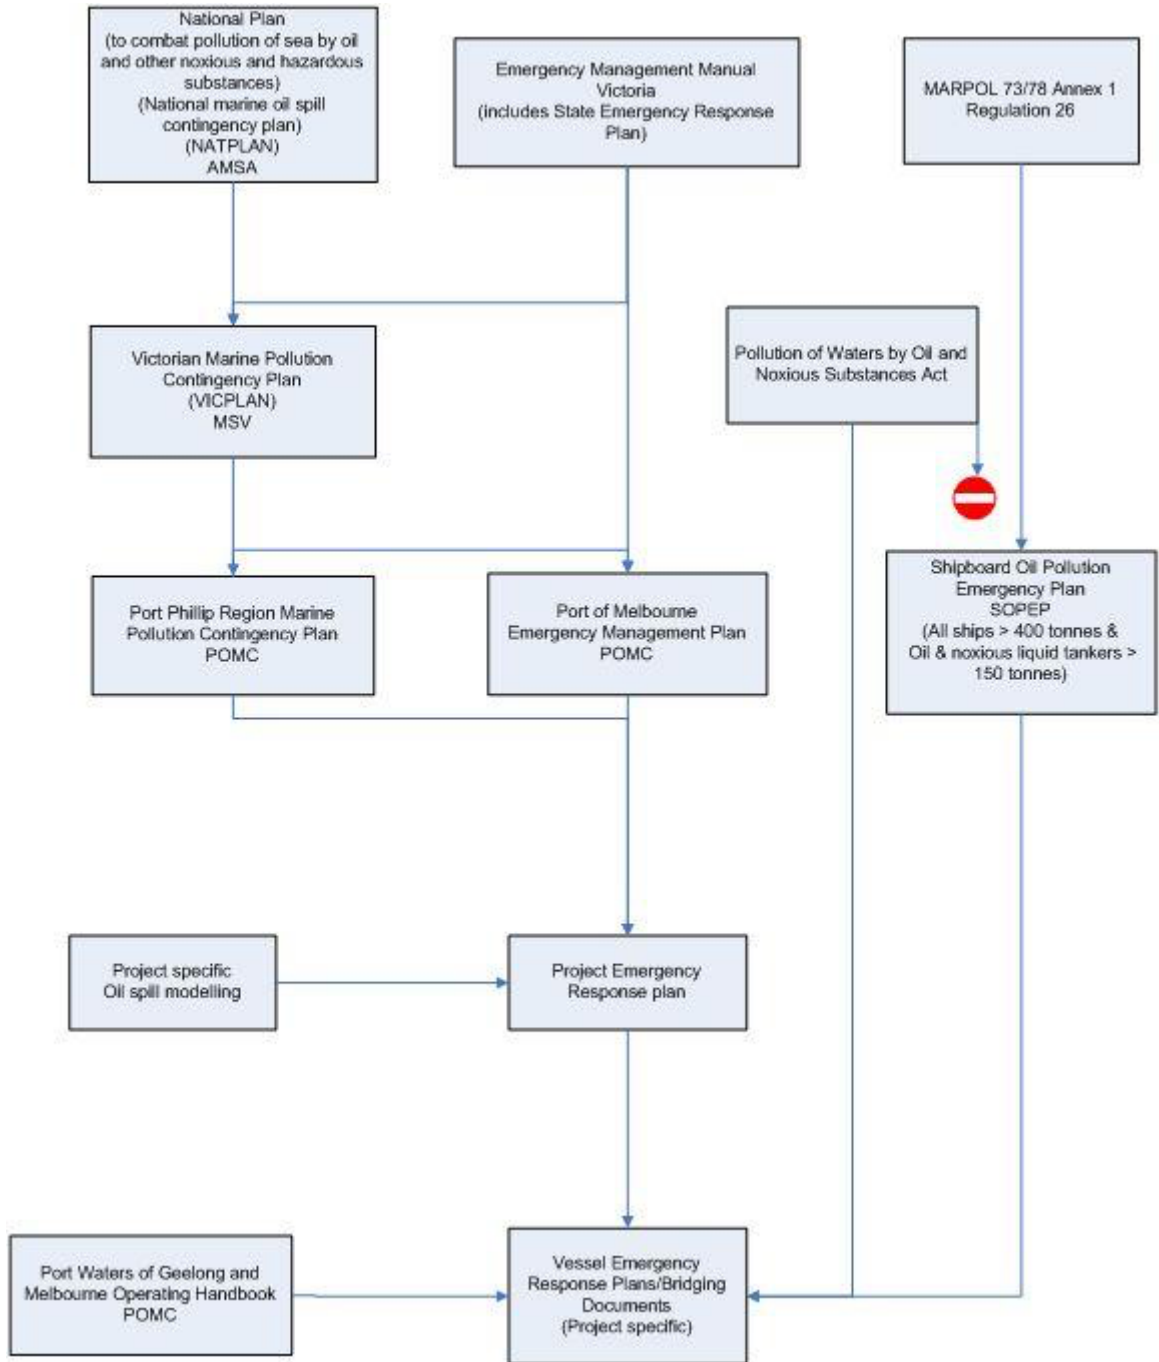 National Plan
(to combat pollution of sea by oil
and other noxious and hazardous
substances)
(National marine oil spill
contingency plan)
(NATPLAN)
AMSA
Emergency Management Manual
Victoria
(includes State Emergency Response
Plan)
MARPOL 73/78 Annex 1
Regulation 26
Victorian Marine Pollution
Contingency Plan
(VICPLAN)
MSV
Pollution of Waters by Oil and
Noxious Substances Act
Port Phillip Region Marine
Pollution Contingency Plan
POMC
Port of Melbourne
Emergency Management Plan
POMC
Shipboard Oil Pollution
Emergency Plan
SOPEP
(All ships > 400 tonnes &
Oil & noxious liquid tankers >
150 tonnes)
Project specific
Oil spill modelling
Project Emergency
Response plan
Port Waters of Geelong and
Melbourne Operating Handbook
POMC
Vessel Emergency
Response Plans/Bridging
Documents
(Project specific)